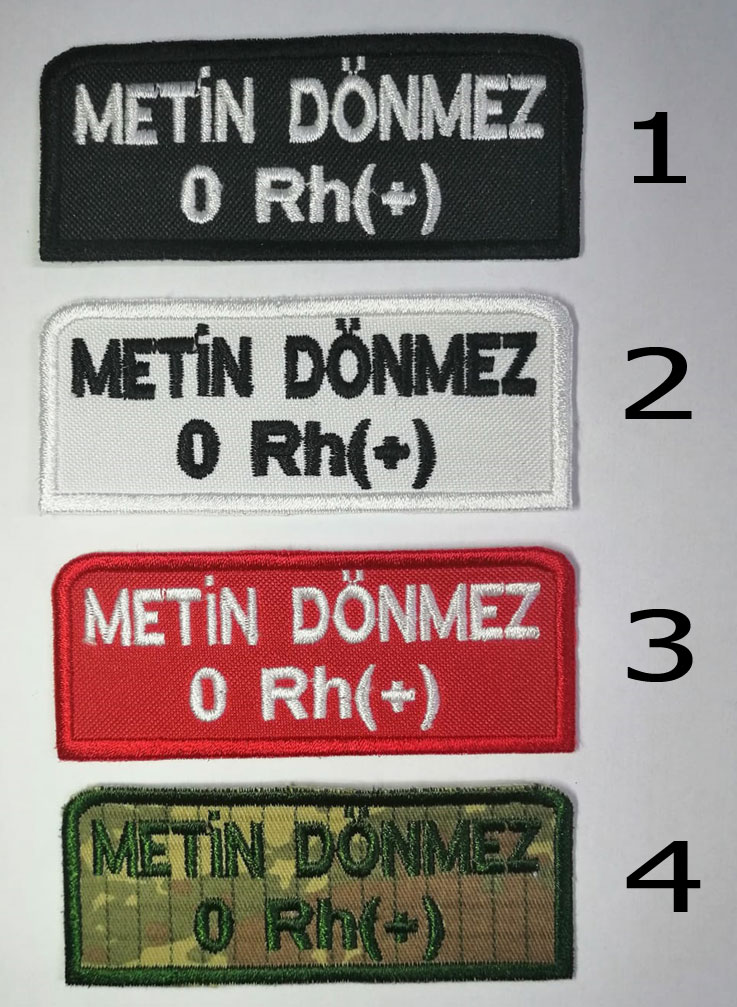 METİN DÖNMEZ
0 Rh(+)
1
METİN DÖNMEZ
0 Rh(+)
2
METİN DÖNMEZ
0 Rh(+)
3
METİN DÖNMEZ
0 Rh(+)
4